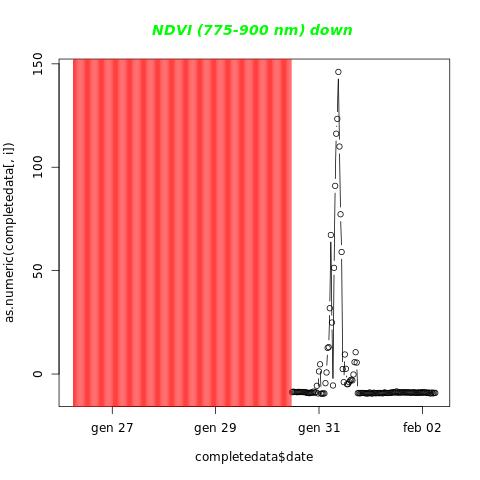 NDVI (775-900 nm) down
as.numeric(completedata[, i])
150
100
50
0
gen 27 gen 29 gen 31 feb 02
completedata$date